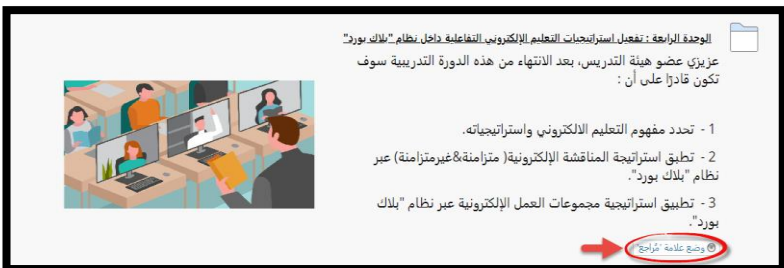 الوحدة الرابعة : تفعيل استراتيجيات التعليم الإلكتروني التفاعلية داخل نظام "بلاك بورد"
عزيزي عضو هيئة التدريس، بعد الانتهاء من هذه الدورة التدريبية سوف
تكون قادرًا على أن :
1 - تحدد مفهوم التعليم الالكتروني واستراتيجياته.
2 - تطبق استراتيجة المناقشة الإلكترونية( متزامنة&غيرمتزامنة) عبر
نظام "بلاك بورد".
3 - تطبيق استراتيجية مجموعات العمل الإلكترونية عبر نظام "بلاك
بورد".
وضع علامة "مُراجع"